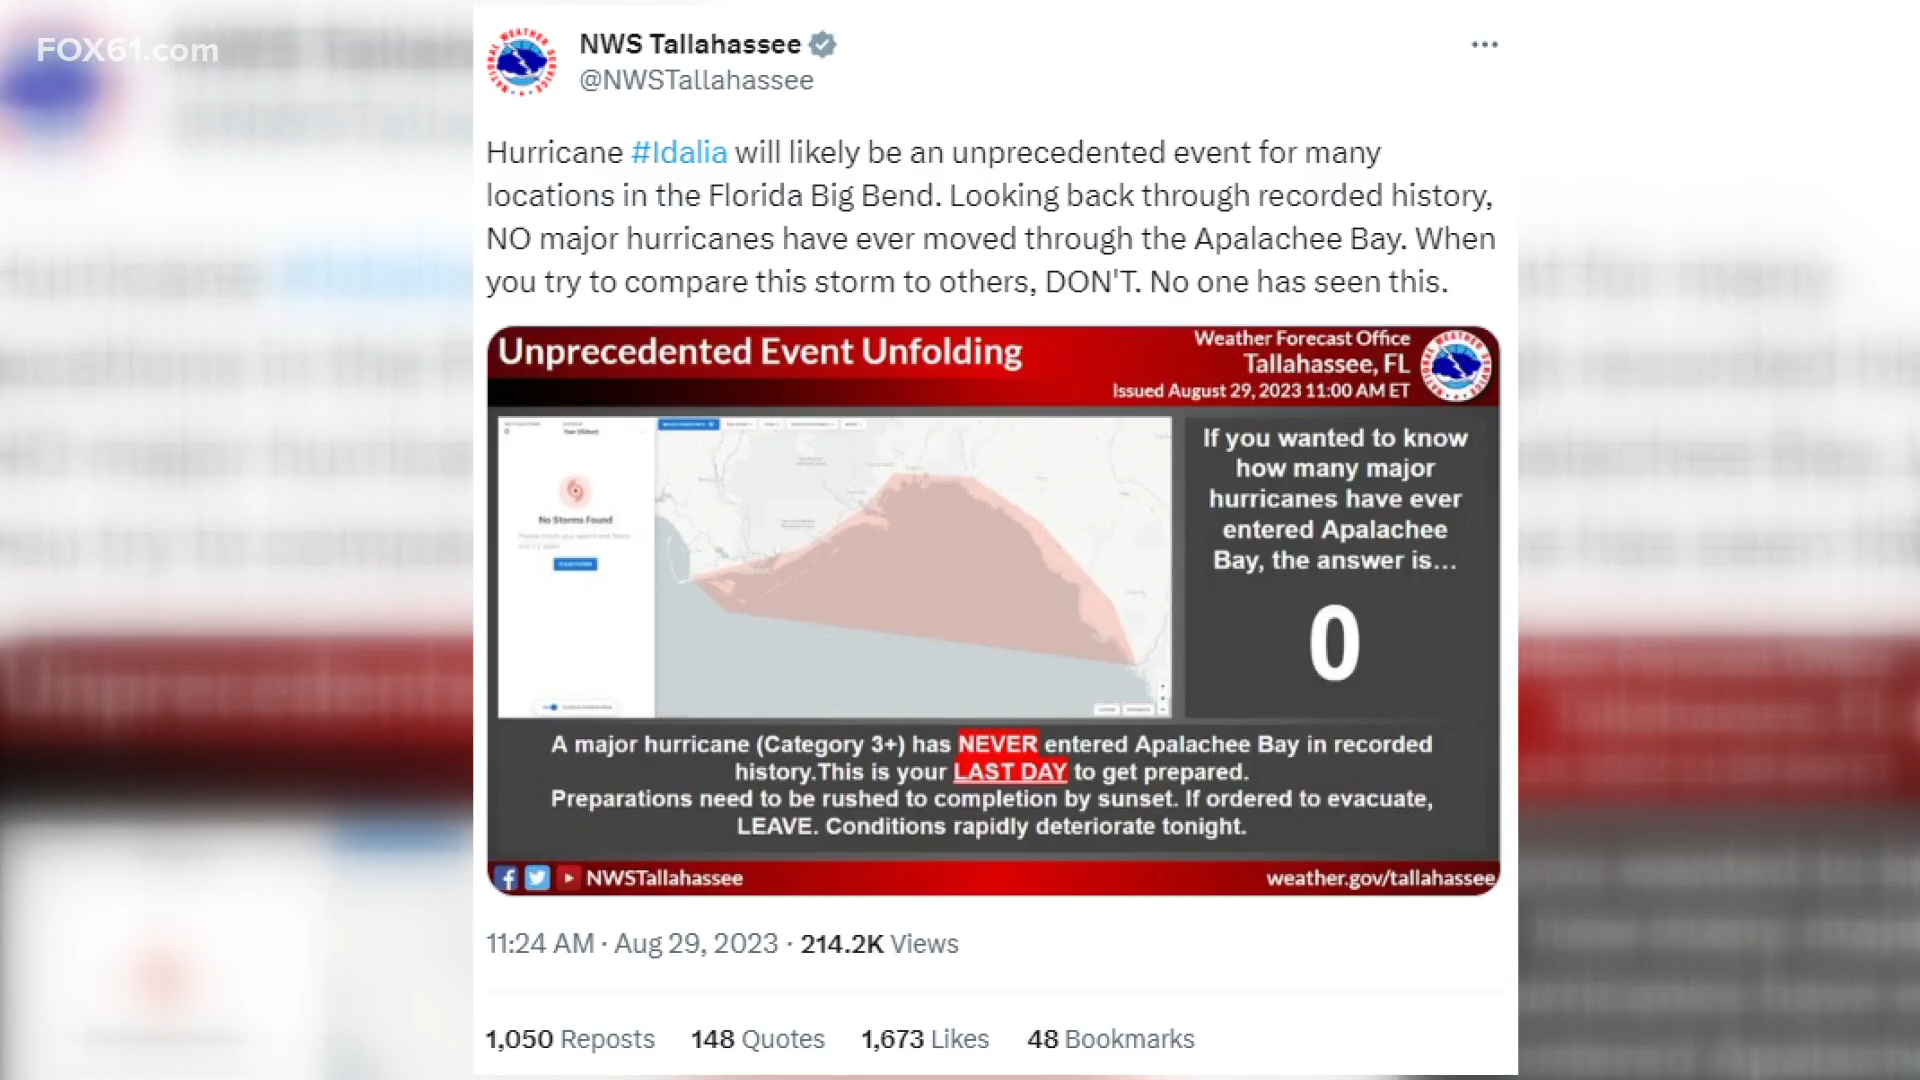 FOX61.com
NWS Tallahassee
@NWSTallahassee
Hurricane #Idalia will likely be an unprecedented event for many
locations in the Florida Big Bend. Looking back through recorded history,
NO major hurricanes have ever moved through the Apalachee Bay. When
you try to compare this storm to others, DON'T. No one has seen this.
Unprecedented Event Unfolding
Weather Forecast Office
Tallahassee, FL
Issued August 29, 2023 11:00 AM ET
NATIONAL WEATHER SERVICE
No Storms Found
If you wanted to know
how many major
hurricanes have ever
entered Apalachee
Bay, the answer is...
0
A major hurricane (Category 3+) has NEVER entered Apalachee Bay in recorded
history.This is your LAST DAY to get prepared.
Preparations need to be rushed to completion by sunset. If ordered to evacuate,
LEAVE. Conditions rapidly deteriorate tonight.
NWSTallahassee
weather.gov/tallahassee
11:24 AM · Aug 29, 2023 · 214.2K Views
1,050 Reposts 148 Quotes 1,673 Likes 48 Bookmarks